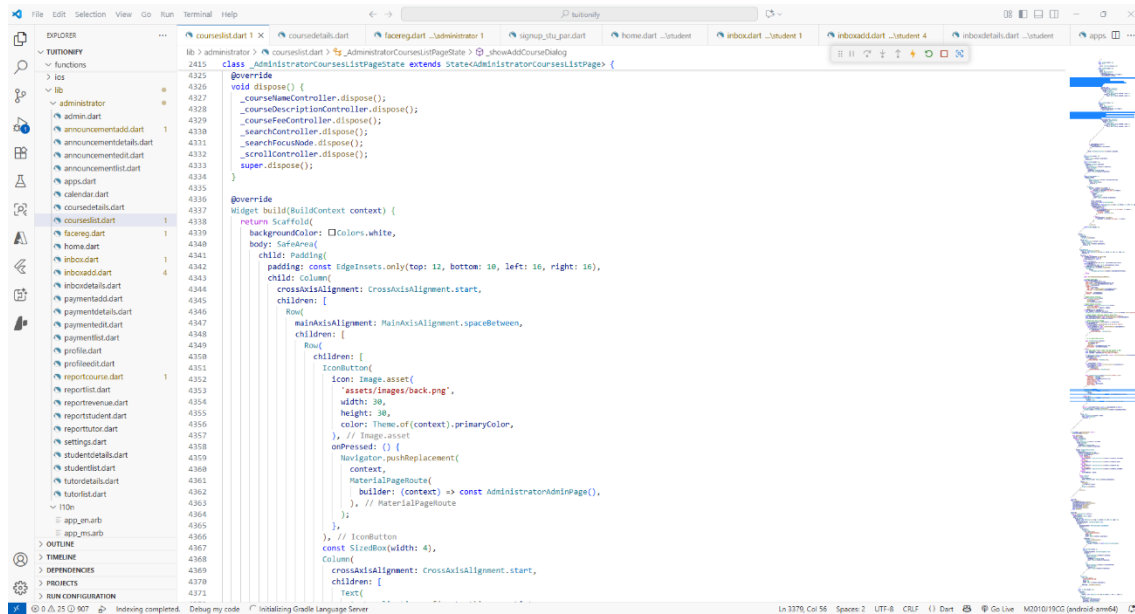 File Edit Selection View Go Run Terminal Help
tuitionify
EXPLORER
TUITIONIFY
functions
ios
lib
administrator
admin.dart
announcementadd.dart 1
announcementdetails.dart
announcementedit.dart
announcementlist.dart
apps.dart
calendar.dart
coursedetails.dart
courseslist.dart 1
facereg.dart 1
home.dart
inbox.dart 1
inboxadd.dart 4
inboxdetails.dart
paymentadd.dart
paymentdetails.dart
paymentedit.dart
paymentlist.dart
profile.dart
profileedit.dart
reportcourse.dart 1
reportlist.dart
reportrevenue.dart
reportstudent.dart
reporttutor.dart
settings.dart
studentdetails.dart
studentlist.dart
tutordetails.dart
tutorlist.dart
l10n
app_en.arb
app_ms.arb
OUTLINE
TIMELINE
DEPENDENCIES
PROJECTS
RUN CONFIGURATION
courseslist.dart 1 coursedetails.dart facereg.dart ...\administrator 1 signup_stu_par.dart home.dart ...\student inbox.dart ...\student 1 inboxadd.dart ...\student 4 inboxdetails.dart ...\student apps.
lib > administrator > courseslist.dart > _AdministratorCoursesListPageState > _showAddCourseDialog
2415 class _AdministratorCoursesListPageState extends State<AdministratorCoursesListPage> {
4325 @override
4326 void dispose() {
4327 _courseNameController.dispose();
4328 _courseDescriptionController.dispose();
4329 _courseFeeController.dispose();
4330 _searchController.dispose();
4331 _searchFocusNode.dispose();
4332 _scrollController.dispose();
4333 super.dispose();
4334 }
4335
4336 @override
4337 Widget build(BuildContext context) {
4338 return Scaffold(
4339 backgroundColor: Colors.white,
4340 body: SafeArea(
4341 child: Padding(
4342 padding: const EdgeInsets.only(top: 12, bottom: 10, left: 16, right: 16),
4343 child: Column(
4344 crossAxisAlignment: CrossAxisAlignment.start,
4345 children: [
4346 Row(
4347 mainAxisAlignment: MainAxisAlignment.spaceBetween,
4348 children: [
4349 Row(
4350 children: [
4351 IconButton(
4352 icon: Image.asset(
4353 'assets/images/back.png',
4354 width: 30,
4355 height: 30,
4356 color: Theme.of(context).primaryColor,
4357 ), // Image.asset
4358 onPressed: () {
4359 Navigator.pushReplacement(
4360 context,
4361 MaterialPageRoute(
4362 builder: (context) => const AdministratorAdminPage(),
4363 ), // MaterialPageRoute
4364 );
4365 },
4366 ), // IconButton
4367 const SizedBox(width: 4),
4368 Column(
4369 crossAxisAlignment: CrossAxisAlignment.start,
4370 children: [
4371 Text(
0 25 907 Indexing completed. Debug my code Initializing Gradle Language Server Ln 3379, Col 56 Spaces: 2 UTF-8 CRLF {} Dart Go Live M2010J19CG (android-arm64)